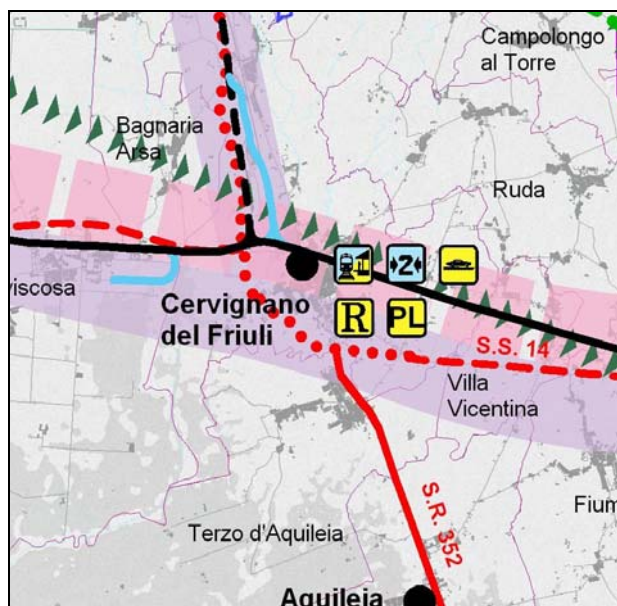 Campolongo
al Torre
Bagnaria
Arsa
Ruda
viscosa
2
Cervignano
del Friuli
R
PL
S.S. 14
Villa
Vicentina
S.R. 352
Fium
Terzo d'Aquileia
Aquileia